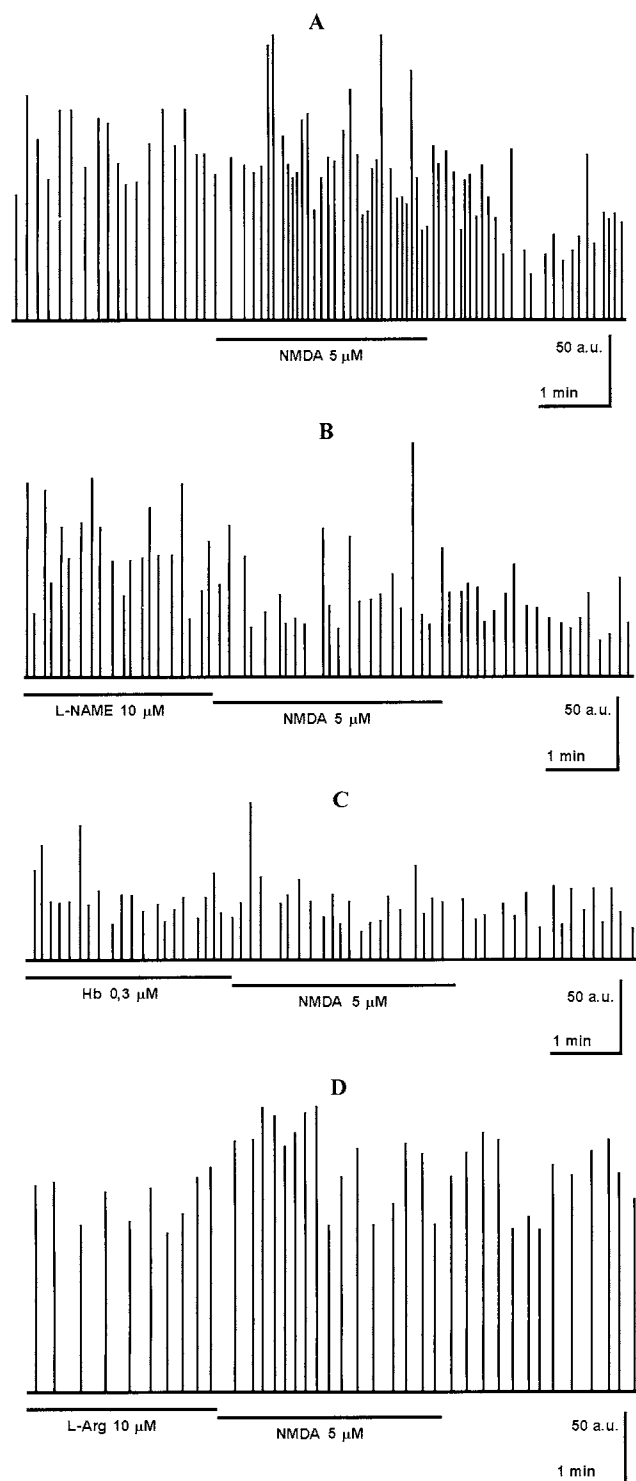 A
NMDA 5 μM
50 a.u.
1 min
B
L-NAME 10 μM
NMDA 5 μM
50 a.u.
1 min
C
Hb 0,3 μM
NMDA 5 μM
50 a.u.
1 min
D
L-Arg 10 μM
NMDA 5 μM
50 a.u.
1 min